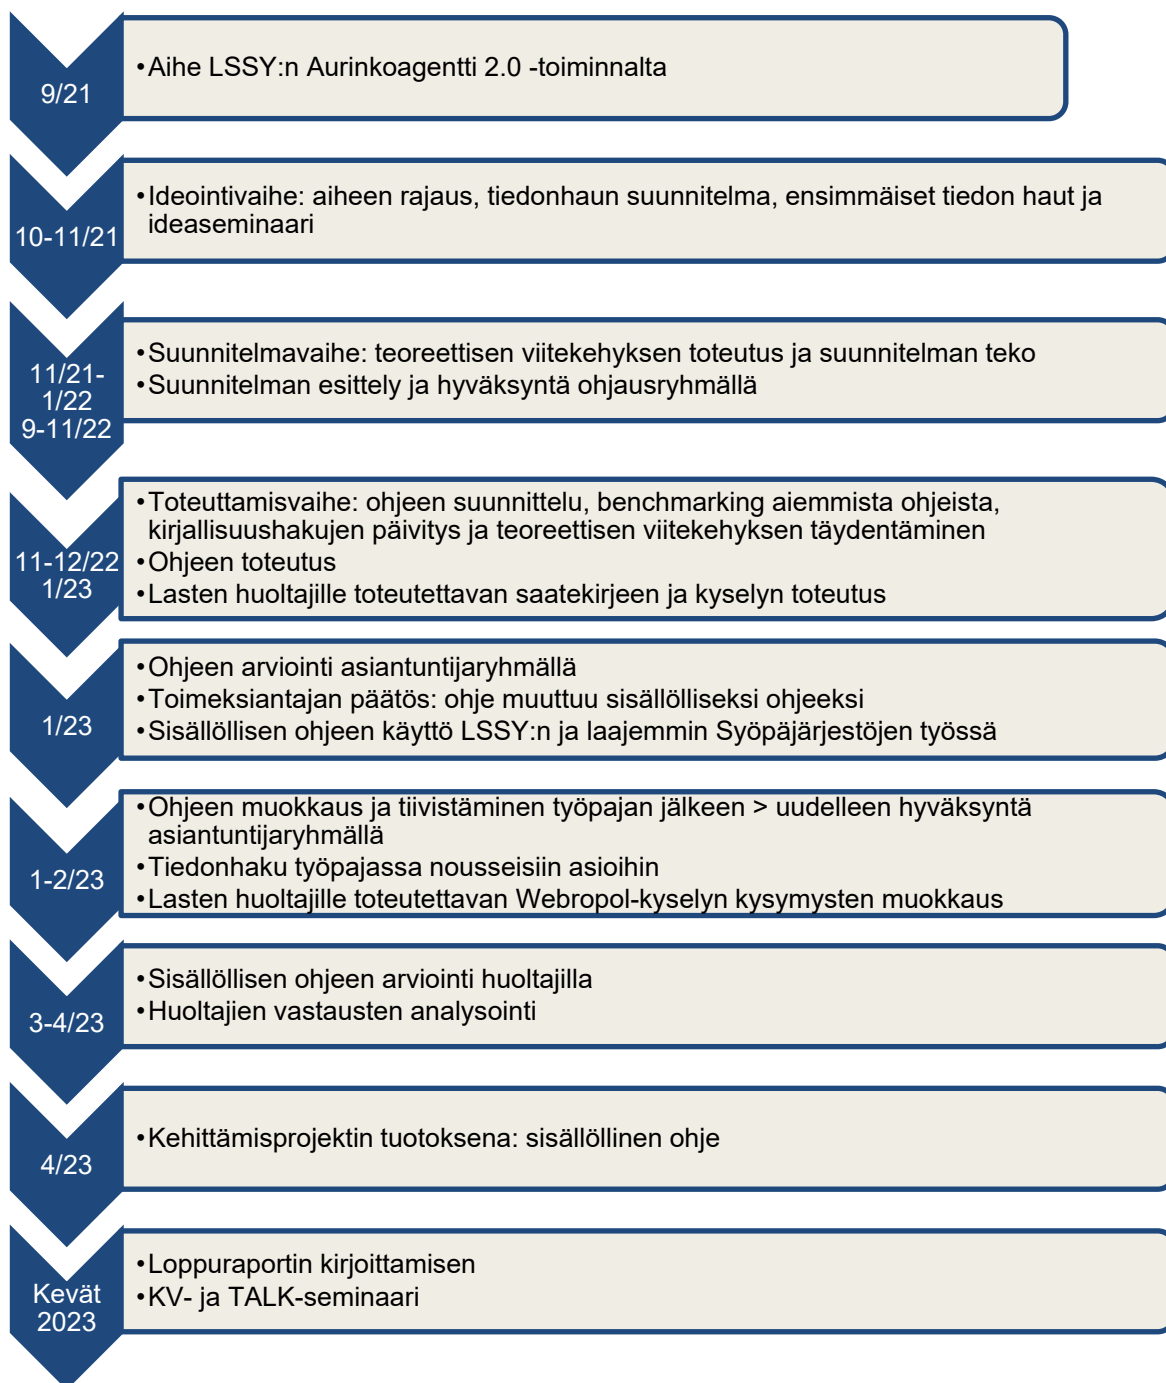 9/21
•Aihe LSSY:n Aurinkoagentti 2.0 -toiminnalta
10-11/21
•Ideointivaihe: aiheen rajaus, tiedonhaun suunnitelma, ensimmäiset tiedon haut ja
ideaseminaari
11/21-
1/22
9-11/22
•Suunnitelmavaihe: teoreettisen viitekehyksen toteutus ja suunnitelman teko
•Suunnitelman esittely ja hyväksyntä ohjausryhmällä
11-12/22
1/23
•Toteuttamisvaihe: ohjeen suunnittelu, benchmarking aiemmista ohjeista,
kirjallisuushakujen päivitys ja teoreettisen viitekehyksen täydentäminen
•Ohjeen toteutus
•Lasten huoltajille toteutettavan saatekirjeen ja kyselyn toteutus
1/23
•Ohjeen arviointi asiantuntijaryhmällä
•Toimeksiantajan päätös: ohje muuttuu sisällölliseksi ohjeeksi
•Sisällöllisen ohjeen käyttö LSSY:n ja laajemmin Syöpäjärjestöjen työssä
1-2/23
•Ohjeen muokkaus ja tiivistäminen työpajan jälkeen > uudelleen hyväksyntä
asiantuntijaryhmällä
•Tiedonhaku työpajassa nousseisiin asioihin
•Lasten huoltajille toteutettavan Webropol-kyselyn kysymysten muokkaus
3-4/23
•Sisällöllisen ohjeen arviointi huoltajilla
•Huoltajien vastausten analysointi
4/23
•Kehittämisprojektin tuotoksena: sisällöllinen ohje
Kevät
2023
•Loppuraportin kirjoittamisen
•KV- ja TALK-seminaari